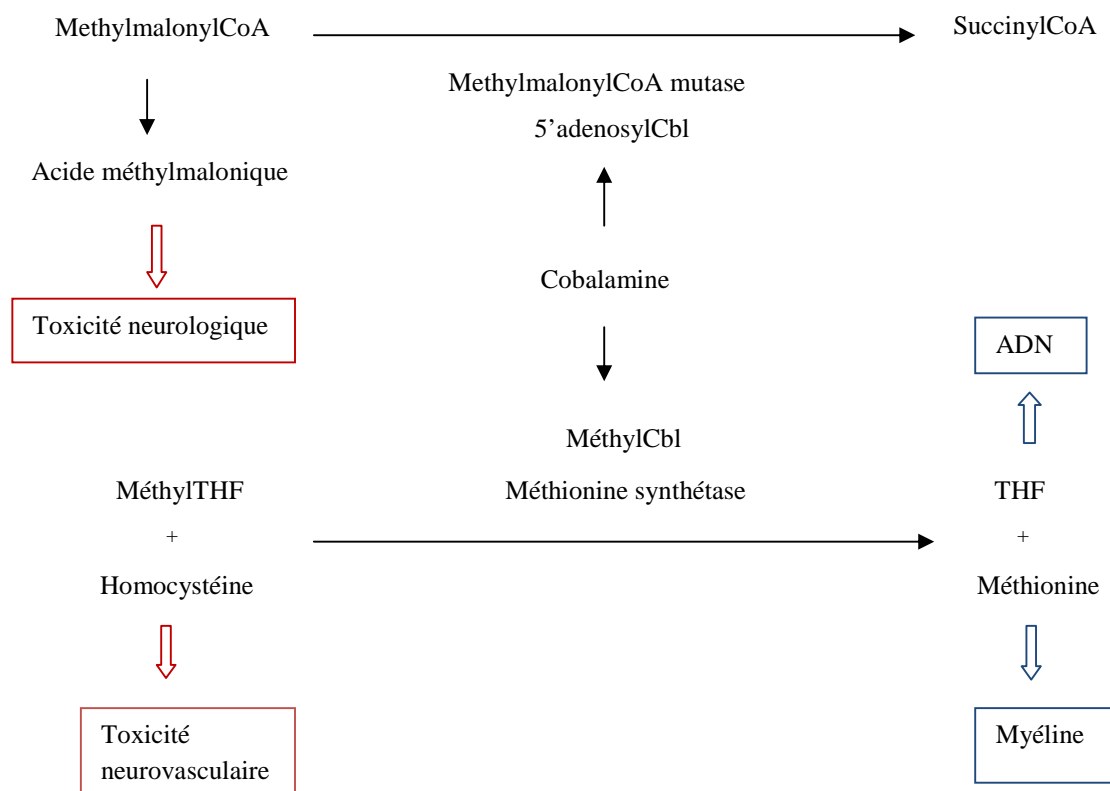 MethylmalonylCoA
SuccinylCoA
MethylmalonylCoA mutase
5’adenosylCbl
Acide méthylmalonique
Cobalamine
Toxicité neurologique
ADN
MéthylCbl
MéthylTHF
Méthionine synthétase
THF
+
+
Homocystéine
Méthionine
Toxicité
neurovasculaire
Myéline